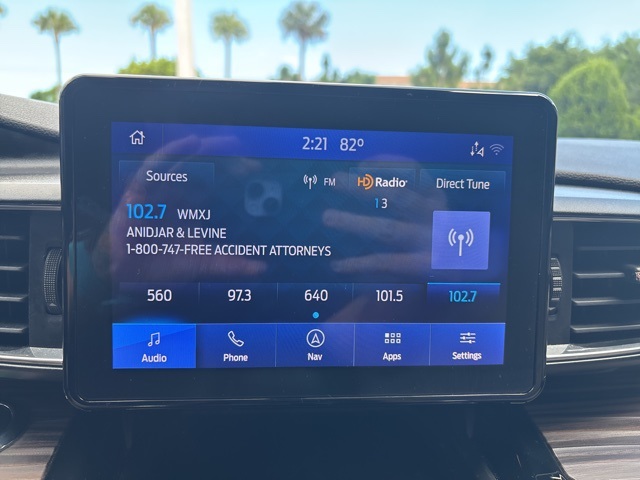 2:21 82°
Sources FM HD Radio Direct Tune
1 3
102.7 WMXJ
ANIDJAR & LEVINE
1-800-747-FREE ACCIDENT ATTORNEYS
560 97.3 640 101.5 102.7
Audio Phone Nav Apps Settings